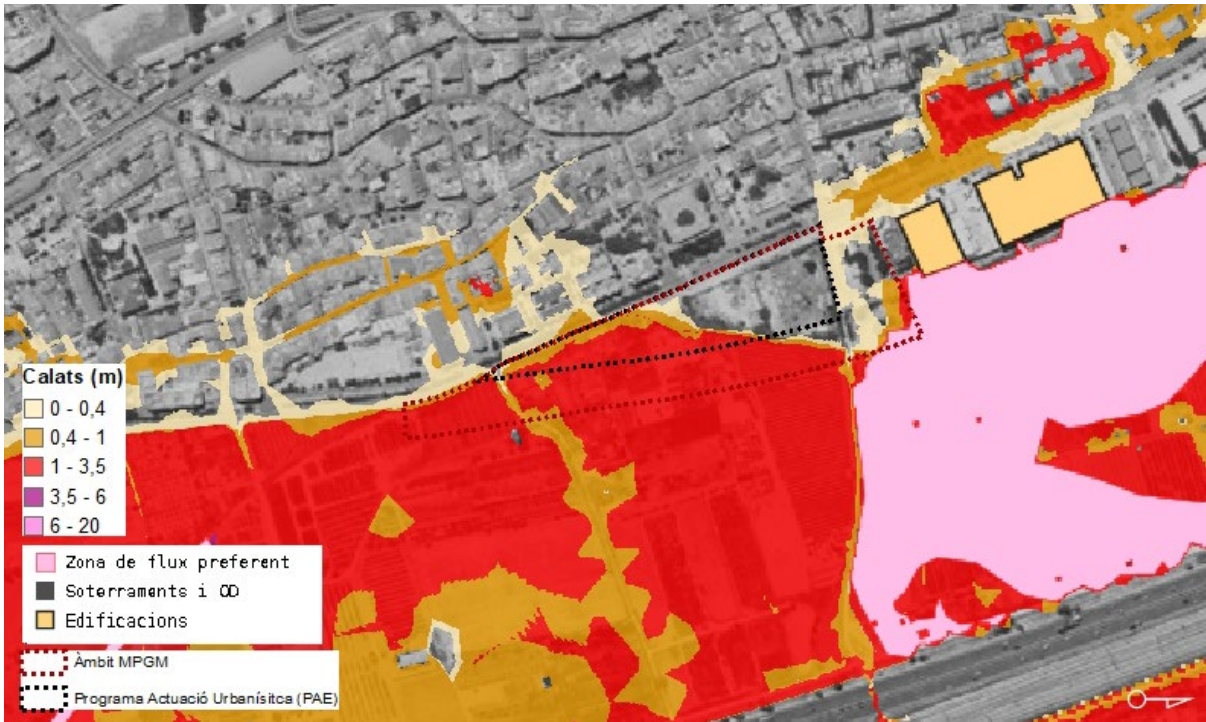 Calats (m)
0 - 0,4
0,4 - 1
1 - 3,5
3,5 - 6
6 - 20
Zona de flux preferent
Soterraments i OD
Edificacions
Àmbit MPGM
Programa Actuació Urbanísitca (PAE)